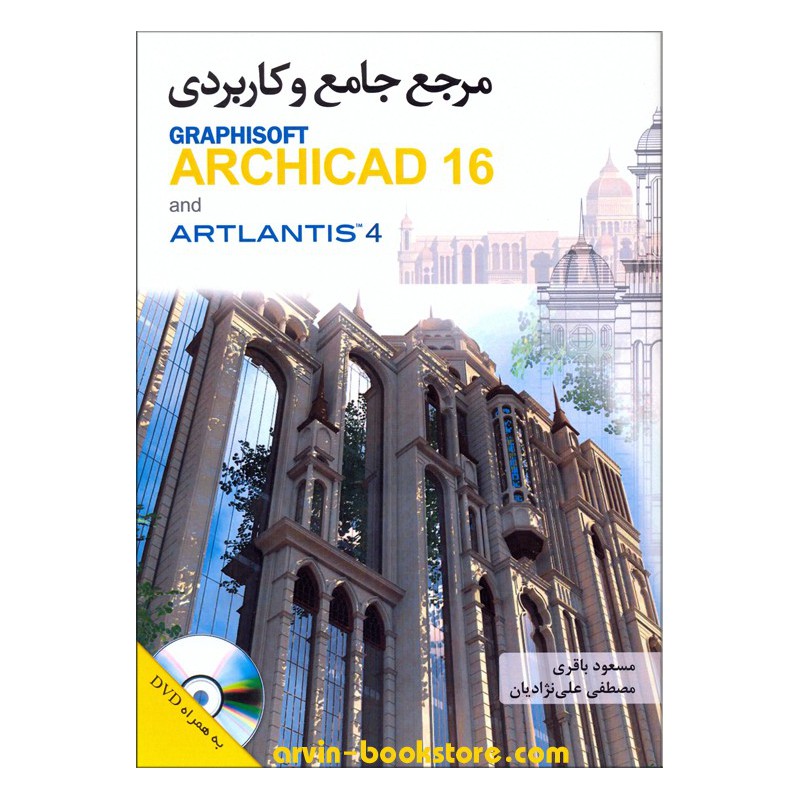 مرجع جامع و کاربردی
GRAPHISOFT
ARCHICAD 16
and
ARTLANTIS™ 4
مسعود باقری
مصطفی علی‌نژادیان
به همراه DVD
arvin-bookstore.com